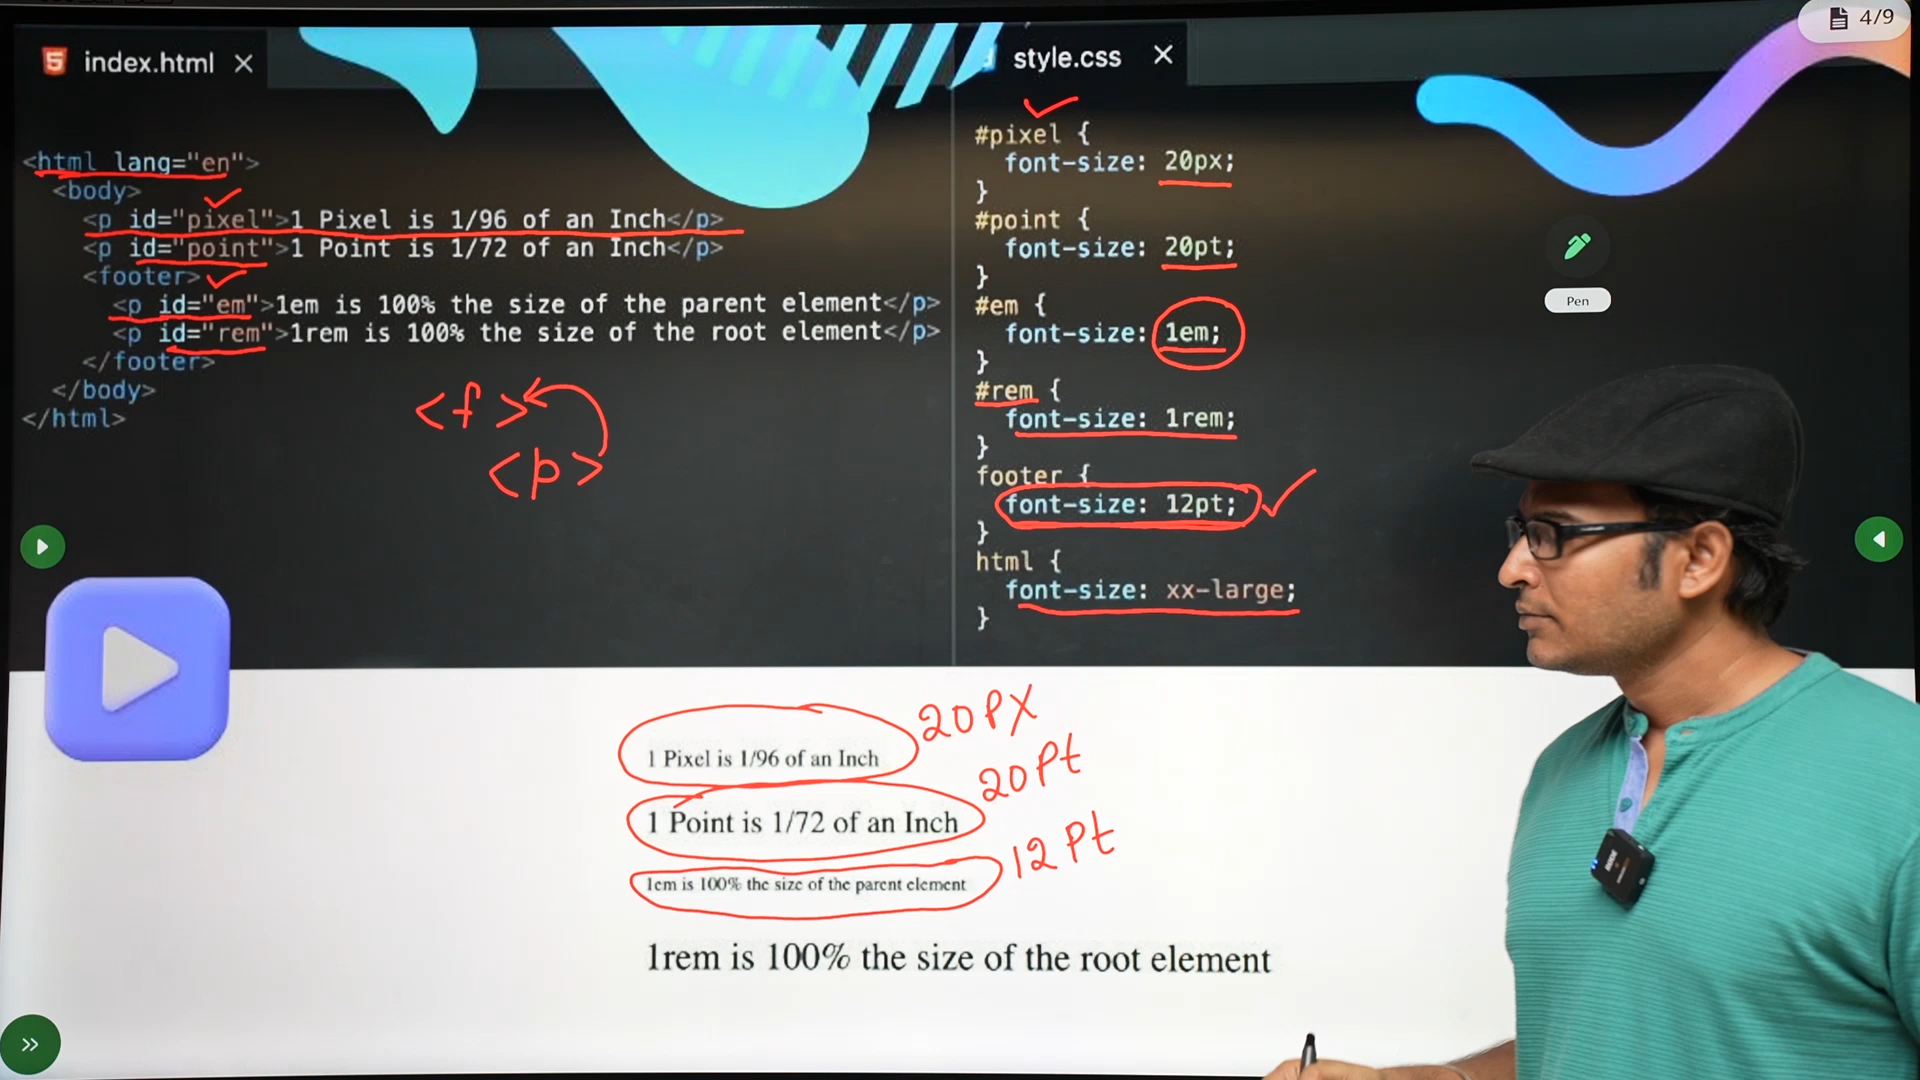 4/9
index.html ×
<html lang="en">
<body>
<p id="pixel">1 Pixel is 1/96 of an Inch</p>
<p id="point">1 Point is 1/72 of an Inch</p>
<footer>
<p id="em">1em is 100% the size of the parent element</p>
<p id="rem">1rem is 100% the size of the root element</p>
</footer>
</body>
</html>
<f>
<p>
style.css ×
#pixel {
font-size: 20px;
}
#point {
font-size: 20pt;
}
#em {
font-size: 1em;
}
#rem {
font-size: 1rem;
}
footer {
font-size: 12pt;
}
html {
font-size: xx-large;
}
Pen
1 Pixel is 1/96 of an Inch
20PX
1 Point is 1/72 of an Inch
20Pt
1em is 100% the size of the parent element
12Pt
1rem is 100% the size of the root element